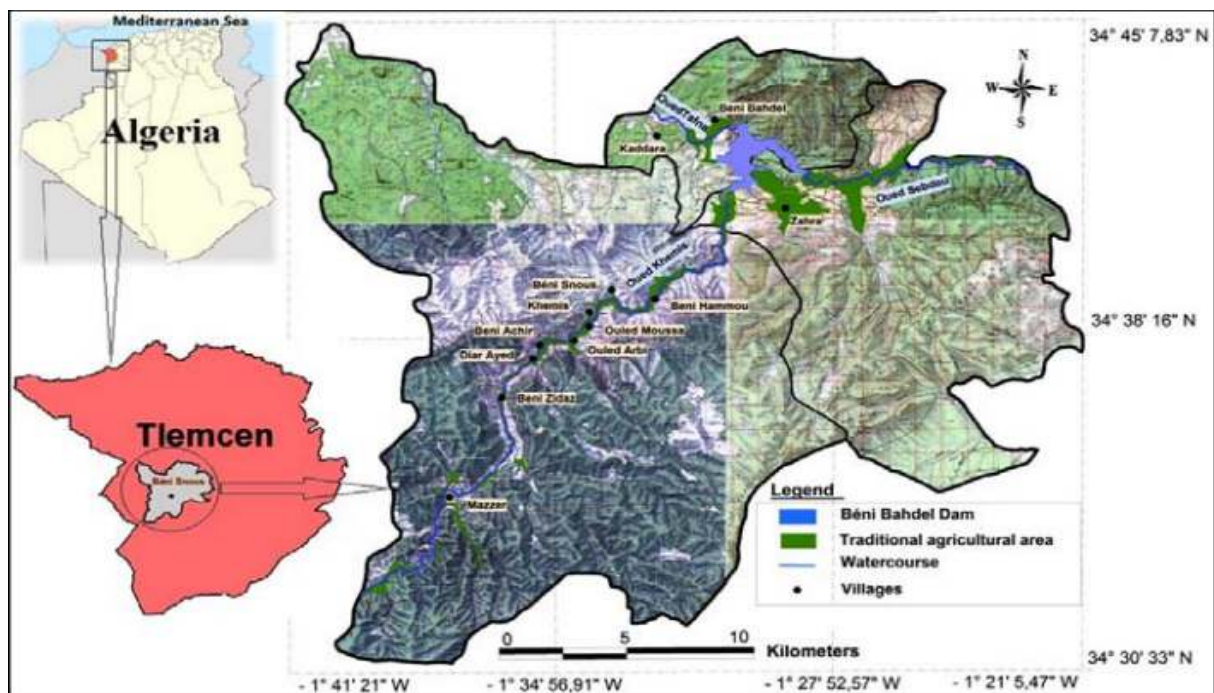 Mediterranean Sea
Algeria
Tlemcen
Béni Snous
34° 45' 7,83" N
N
W
E
S
Oued Tafna
Beni Bahdel
Kaddara
Oued Sebdou
Zahra
Oued Khemis
Béni Snous
Khemis
Beni Hammou
Ouled Moussa
Beni Achir
Ouled Arbi
Diar Ayed
Beni Zidaz
Mazzer
34° 38' 16" N
Legend
Béni Bahdel Dam
Traditional agricultural area
Watercourse
Villages
0 5 10
Kilometers
34° 30' 33" N
- 1° 41' 21" W
- 1° 34' 56,91" W
- 1° 27' 52,57" W
- 1° 21' 5,47" W